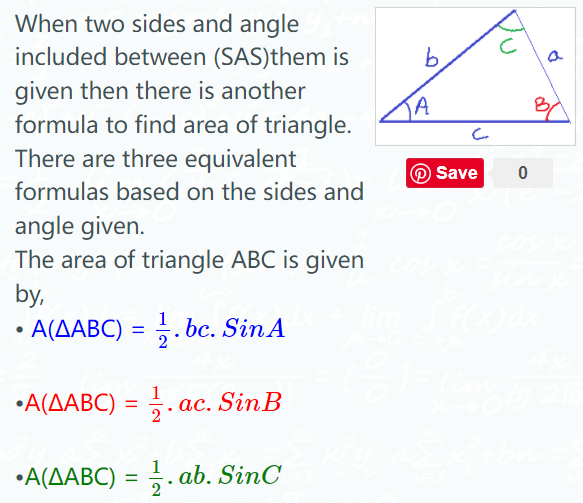 When two sides and angle
included between (SAS)them is
given then there is another
formula to find area of triangle.
There are three equivalent
formulas based on the sides and
angle given.
The area of triangle ABC is given
by,
• A(ΔABC) = 1/2 . bc. SinA
•A(ΔABC) = 1/2 . ac. SinB
•A(ΔABC) = 1/2 . ab. SinC
C
b
a
A
B
c
Save
0